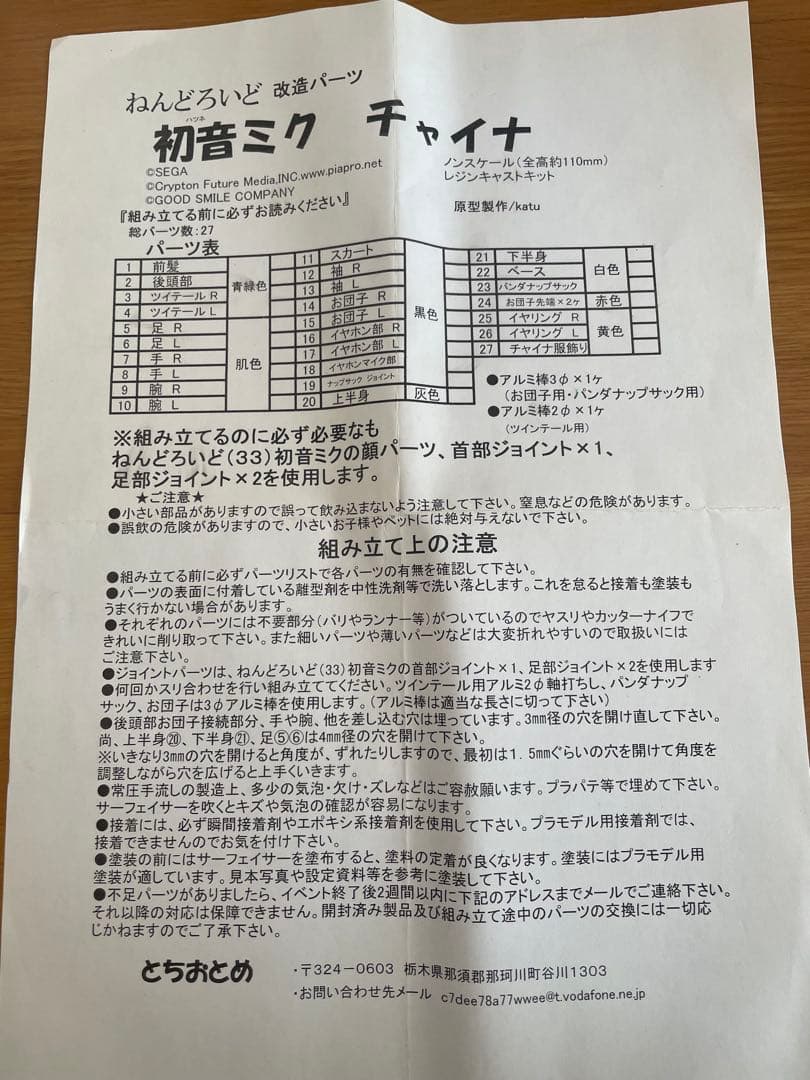 ねんどろいど 改造パーツ
ハツネ
初音ミク チャイナ
©SEGA
©Crypton Future Media,INC.www.piapro.net
©GOOD SMILE COMPANY
ノンスケール(全高約110mm)
レジンキャストキット
原型製作/katu
『組み立てる前に必ずお読みください』
総パーツ数:27
パーツ表
1 前髪
2 後頭部
3 ツイテール R
4 ツイテール L
青緑色
5 足 R
6 足 L
7 手 R
8 手 L
9 腕 R
10 腕 L
肌色
11 スカート
12 袖 R
13 袖 L
14 お団子 R
15 お団子 L
16 イヤホン部 R
17 イヤホン部 L
18 イヤホンマイク部
19 ナップサック ジョイント
黒色
20 上半身
灰色
21 下半身
22 ベース
23 パンダナップサック
白色
24 お団子先端×2ヶ
赤色
25 イヤリング R
26 イヤリング L
27 チャイナ服飾り
黄色
●アルミ棒3φ×1ヶ
(お団子用・パンダナップサック用)
●アルミ棒2φ×1ヶ
(ツインテール用)
※組み立てるのに必ず必要なも
ねんどろいど(33)初音ミクの顔パーツ、首部ジョイント×1、
足部ジョイント×2を使用します。
★ご注意★
●小さい部品がありますので誤って飲み込まないよう注意して下さい。窒息などの危険があります。
●誤飲の危険がありますので、小さいお子様やペットには絶対与えないで下さい。
組み立て上の注意
●組み立てる前に必ずパーツリストで各パーツの有無を確認して下さい。
●パーツの表面に付着している離型剤を中性洗剤等で洗い落とします。これを怠ると接着も塗装も
うまく行かない場合があります。
●それぞれのパーツには不要部分(バリやランナー等)がついているのでヤスリやカッターナイフで
きれいに削り取って下さい。また細いパーツや薄いパーツなどは大変折れやすいので取扱いには
ご注意下さい。
●ジョイントパーツは、ねんどろいど(33)初音ミクの首部ジョイント×1、足部ジョイント×2を使用します
●何回かスリ合わせを行い組み立ててください。ツインテール用アルミ2φ軸打ちし、パンダナップ
サック、お団子は3φアルミ棒を使用します。(アルミ棒は適当な長さに切って下さい)
●後頭部お団子接続部分、手や腕、他を差し込む穴は埋っています。3mm径の穴を開け直して下さい。
尚、上半身⑳、下半身㉑、足⑤⑥は4mm径の穴を開けて下さい。
※いきなり3mmの穴を開けると角度が、ずれたりしますので、最初は1.5mmぐらいの穴を開けて角度を
調整しながら穴を広げると上手くいきます。
●常圧手流しの製造上、多少の気泡・欠け・ズレなどはご容赦願います。プラパテ等で埋めて下さい。
サーフェイサーを吹くとキズや気泡の確認が容易になります。
●接着には、必ず瞬間接着剤やエポキシ系接着剤を使用して下さい。プラモデル用接着剤では、
接着できませんのでお気を付け下さい。
●塗装の前にはサーフェイサーを塗布すると、塗料の定着が良くなります。塗装にはプラモデル用
塗装が適しています。見本写真や設定資料等を参考に塗装して下さい。
●不足パーツがありましたら、イベント終了後2週間以内に下記のアドレスまでメールでご連絡下さい。
それ以降の対応は保障できません。開封済み製品及び組み立て途中のパーツの交換には一切応
じかねますのでご了承下さい。
とちおとめ
・〒324-0603 栃木県那須郡那珂川町谷川1303
・お問い合わせ先メール c7dee78a77wwee@t.vodafone.ne.jp